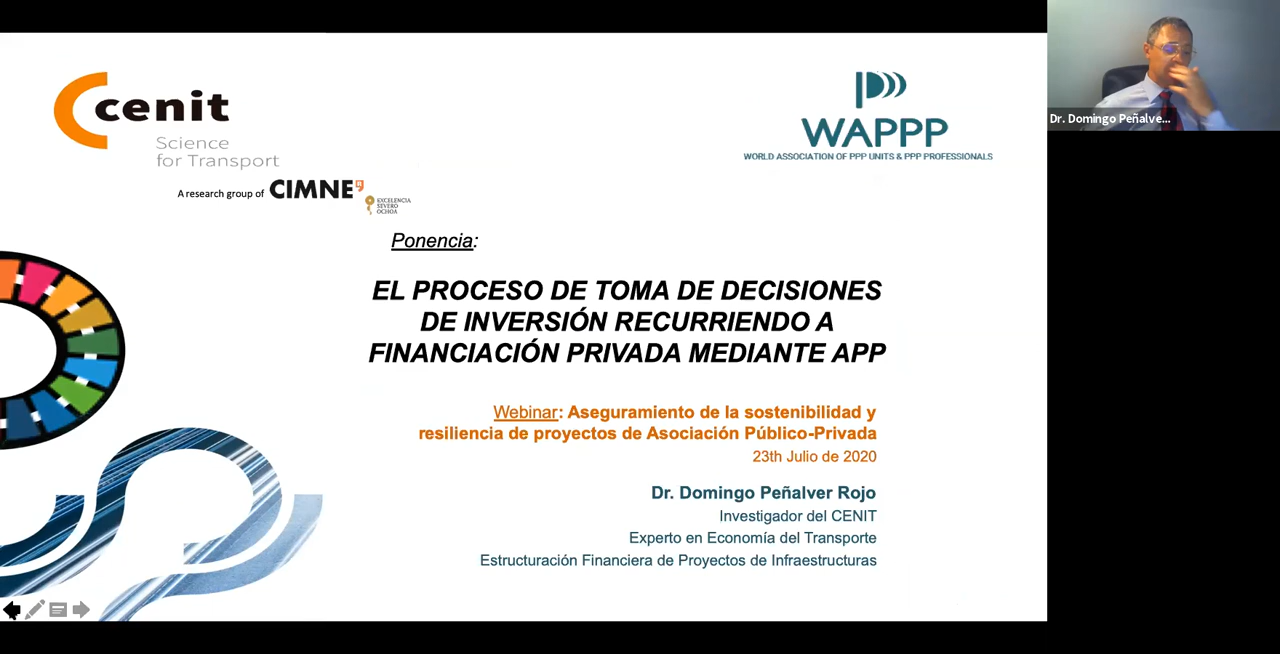 cenit
Science
for Transport
A research group of CIMNE
EXCELENCIA
SEVERO
OCHOA
WAPPP
WORLD ASSOCIATION OF PPP UNITS & PPP PROFESSIONALS
Dr. Domingo Peñalve...
Ponencia:
EL PROCESO DE TOMA DE DECISIONES
DE INVERSIÓN RECURRIENDO A
FINANCIACIÓN PRIVADA MEDIANTE APP
Webinar: Aseguramiento de la sostenibilidad y
resiliencia de proyectos de Asociación Público-Privada
23th Julio de 2020
Dr. Domingo Peñalver Rojo
Investigador del CENIT
Experto en Economía del Transporte
Estructuración Financiera de Proyectos de Infraestructuras